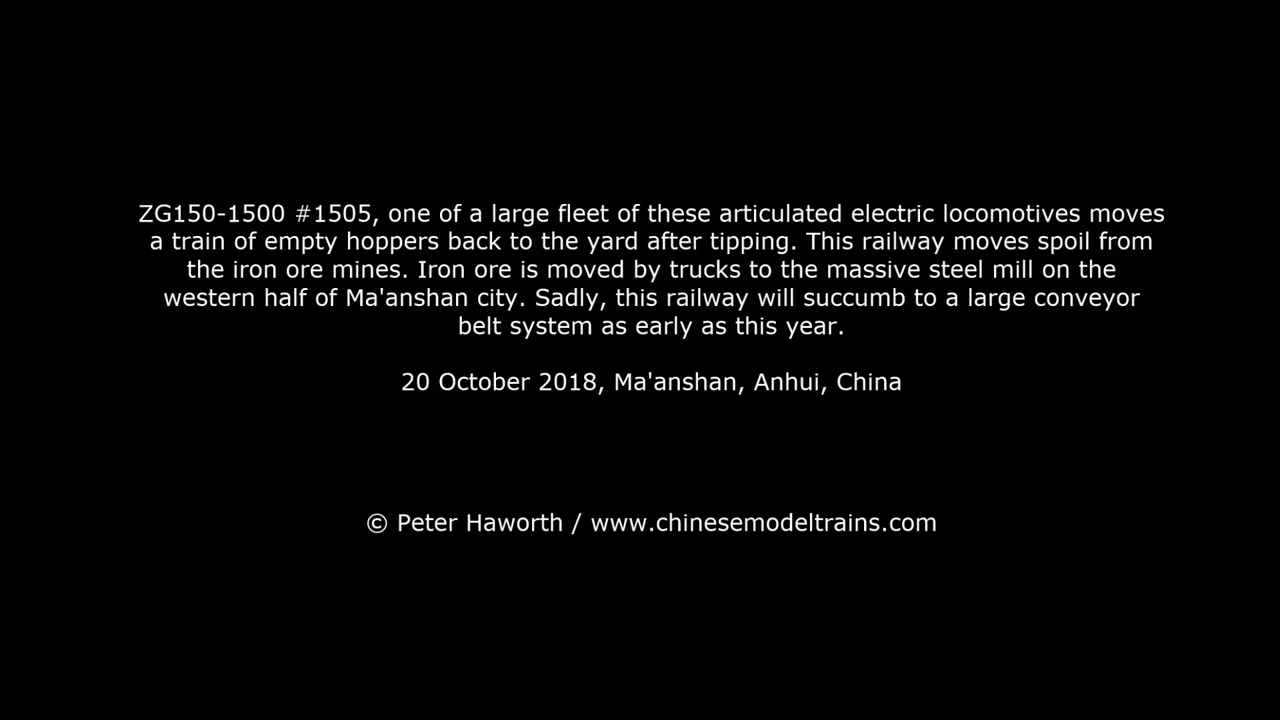 ZG150-1500 #1505, one of a large fleet of these articulated electric locomotives moves
a train of empty hoppers back to the yard after tipping. This railway moves spoil from
the iron ore mines. Iron ore is moved by trucks to the massive steel mill on the
western half of Ma'anshan city. Sadly, this railway will succumb to a large conveyor
belt system as early as this year.
20 October 2018, Ma'anshan, Anhui, China
© Peter Haworth / www.chinesemodeltrains.com